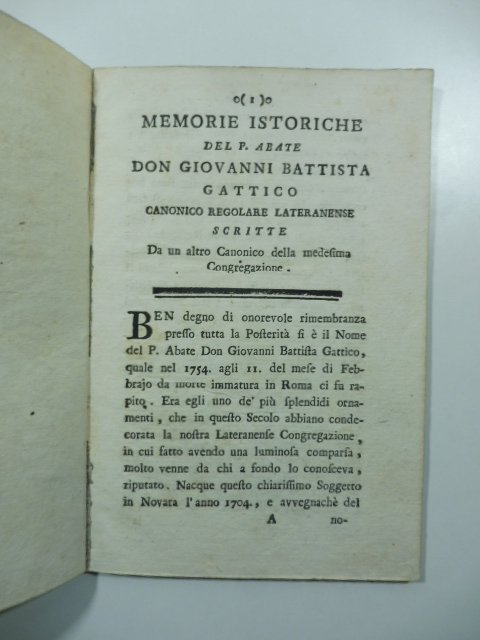 o( 1 )o
MEMORIE ISTORICHE
DEL P. ABATE
DON GIOVANNI BATTISTA
GATTICO
CANONICO REGOLARE LATERANENSE
SCRITTE
Da un altro Canonico della medeſima
Congregazione.
BEN degno di onorevole rimembranza
preſſo tutta la Poſterità ſi è il Nome
del P. Abate Don Giovanni Battiſta Gattico,
quale nel 1754. agli 11. del meſe di Feb-
brajo da morte immatura in Roma ci fu ra-
pito. Era egli uno de' più ſplendidi orna-
menti, che in queſto Secolo abbiano conde-
corata la noſtra Lateranenſe Congregazione,
in cui fatto avendo una luminoſa comparſa,
molto venne da chi a fondo lo conoſceva,
riputato. Nacque queſto chiariſſimo Soggetto
in Novara l'anno 1704., e avvegnachè del
A no-